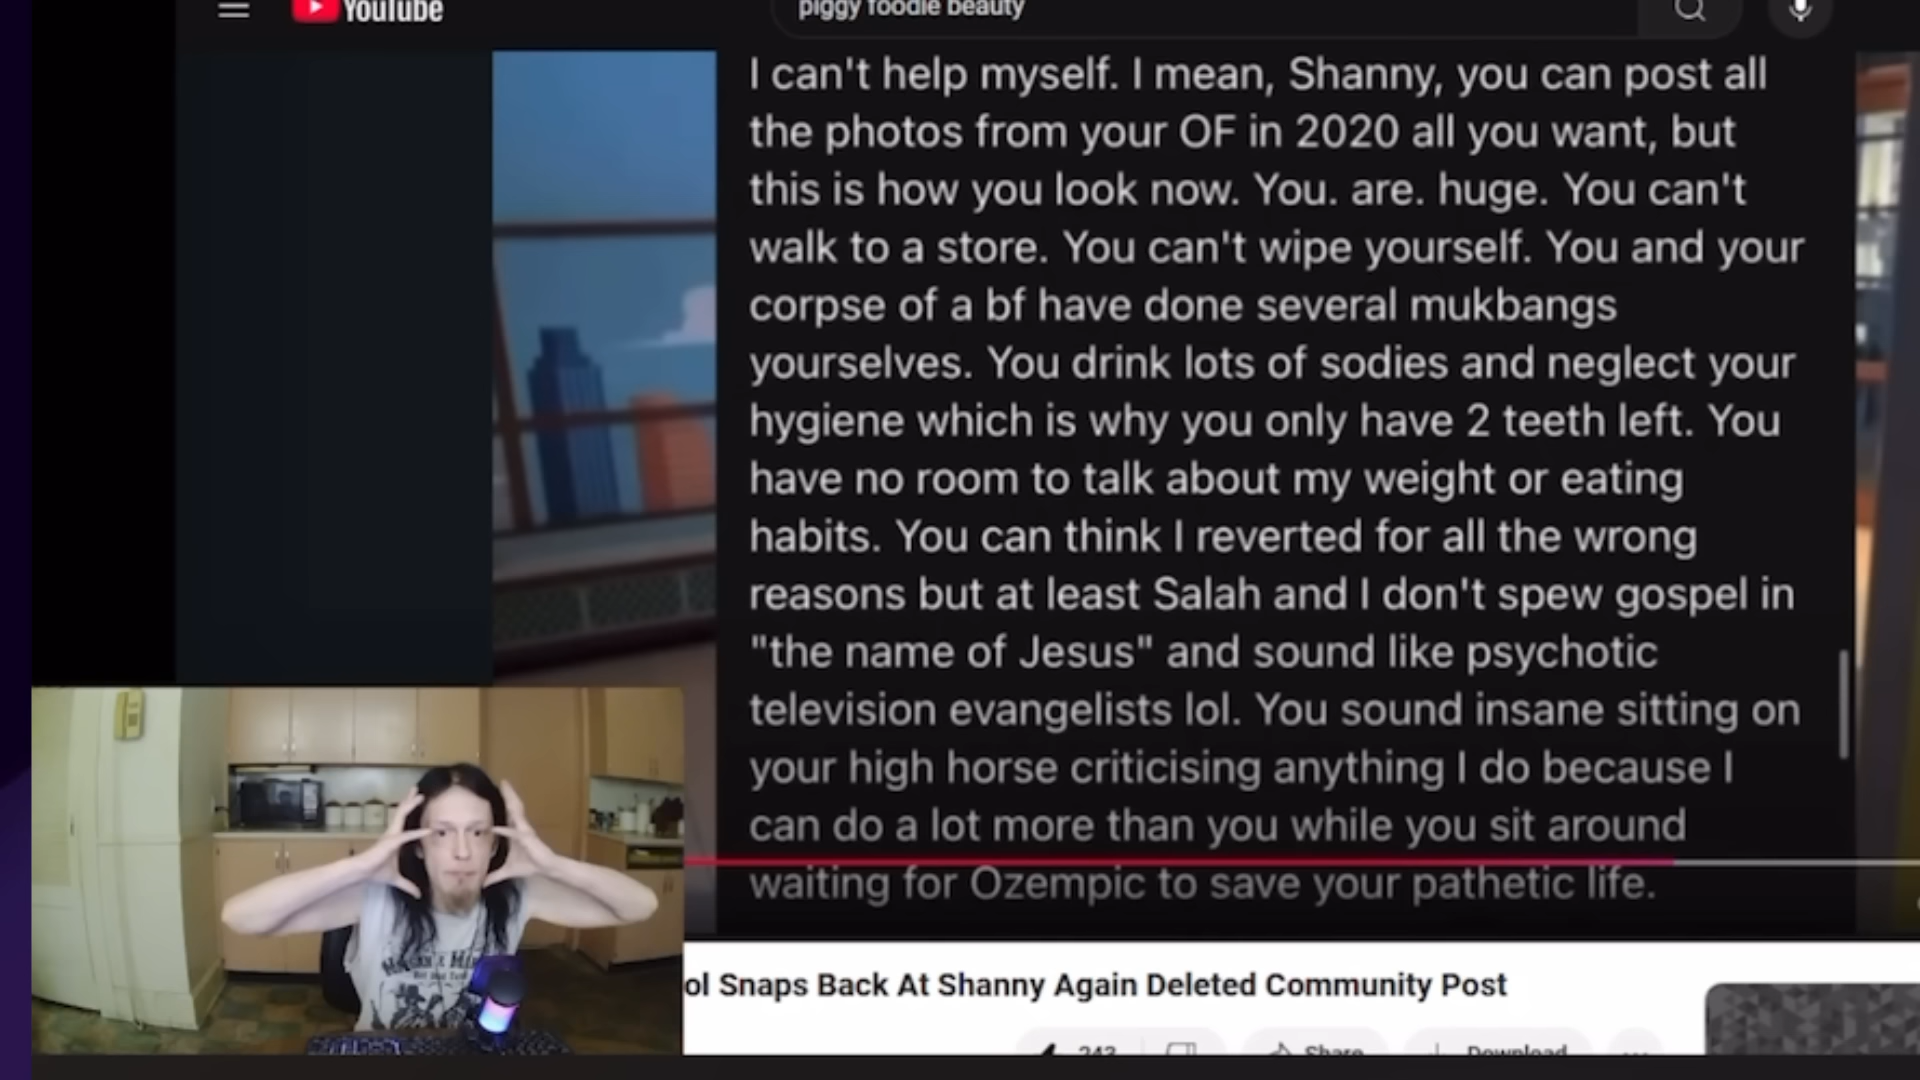 YouTube
piggy foodie beauty
I can't help myself. I mean, Shanny, you can post all
the photos from your OF in 2020 all you want, but
this is how you look now. You. are. huge. You can't
walk to a store. You can't wipe yourself. You and your
corpse of a bf have done several mukbangs
yourselves. You drink lots of sodies and neglect your
hygiene which is why you only have 2 teeth left. You
have no room to talk about my weight or eating
habits. You can think I reverted for all the wrong
reasons but at least Salah and I don't spew gospel in
"the name of Jesus" and sound like psychotic
television evangelists lol. You sound insane sitting on
your high horse criticising anything I do because I
can do a lot more than you while you sit around
waiting for Ozempic to save your pathetic life.
ol Snaps Back At Shanny Again Deleted Community Post
243 Share Download